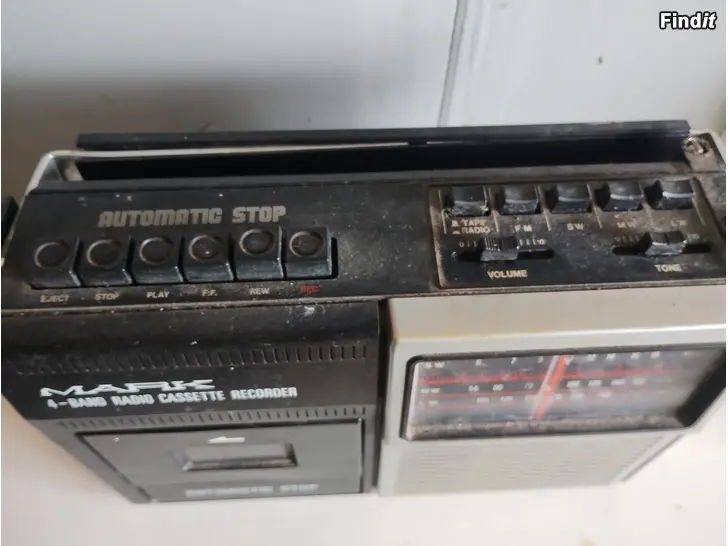 Findit
AUTOMATIC STOP
EJECT STOP PLAY F.F. REW REC
TAPE
RADIO FM SW MW LW
VOLUME TONE
MARK
4-BAND RADIO CASSETTE RECORDER
AUTOMATIC STOP